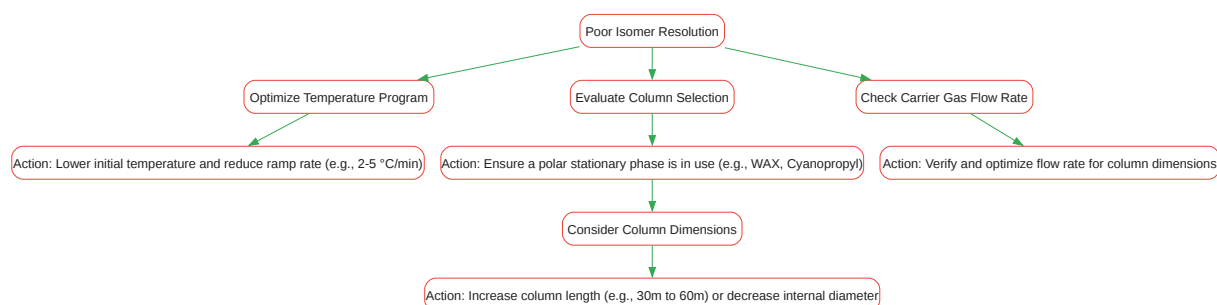 Poor Isomer Resolution
Optimize Temperature Program
Evaluate Column Selection
Check Carrier Gas Flow Rate
Action: Lower initial temperature and reduce ramp rate (e.g., 2-5 °C/min)
Action: Ensure a polar stationary phase is in use (e.g., WAX, Cyanopropyl)
Action: Verify and optimize flow rate for column dimensions
Consider Column Dimensions
Action: Increase column length (e.g., 30m to 60m) or decrease internal diameter